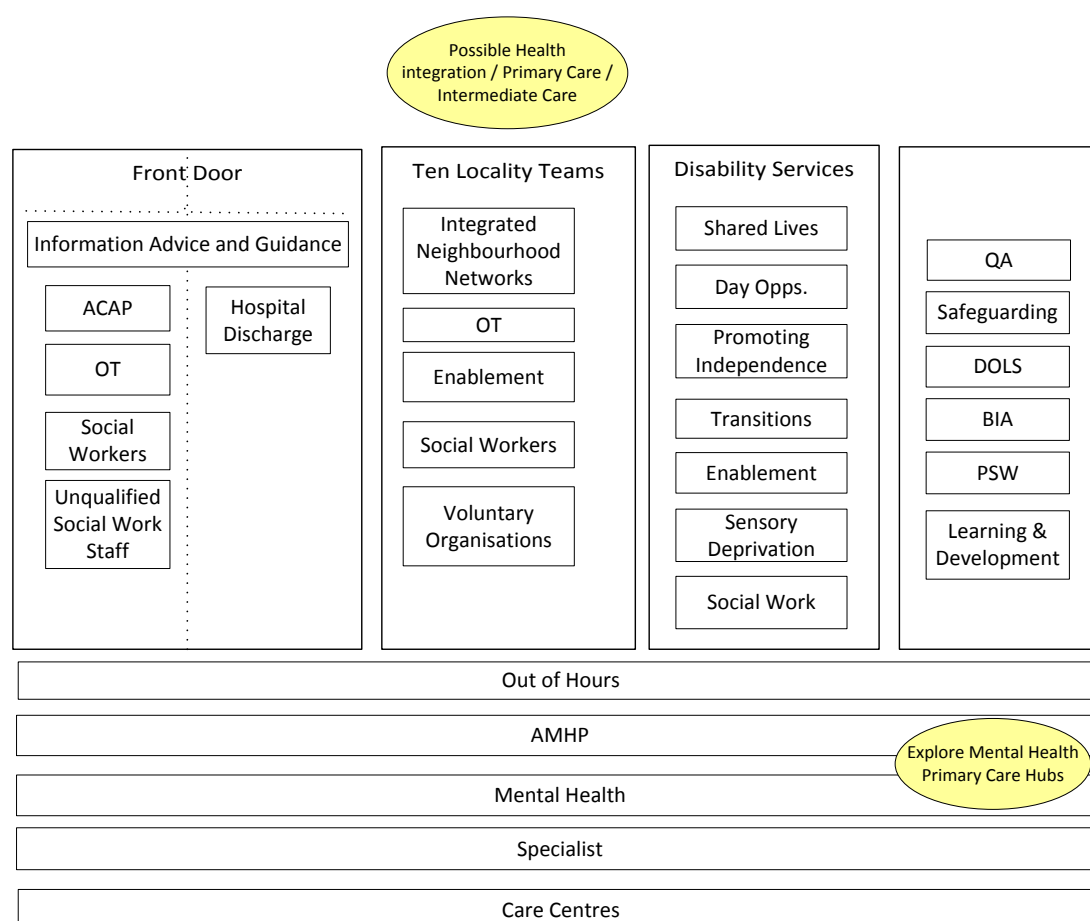 Possible Health
integration / Primary Care /
Intermediate Care
Front Door
Information Advice and Guidance
ACAP
OT
Social
Workers
Unqualified
Social Work
Staff
Hospital
Discharge
Ten Locality Teams
Integrated
Neighbourhood
Networks
OT
Enablement
Social Workers
Voluntary
Organisations
Disability Services
Shared Lives
Day Opps.
Promoting
Independence
Transitions
Enablement
Sensory
Deprivation
Social Work
QA
Safeguarding
DOLS
BIA
PSW
Learning &
Development
Out of Hours
AMHP
Explore Mental Health
Primary Care Hubs
Mental Health
Specialist
Care Centres